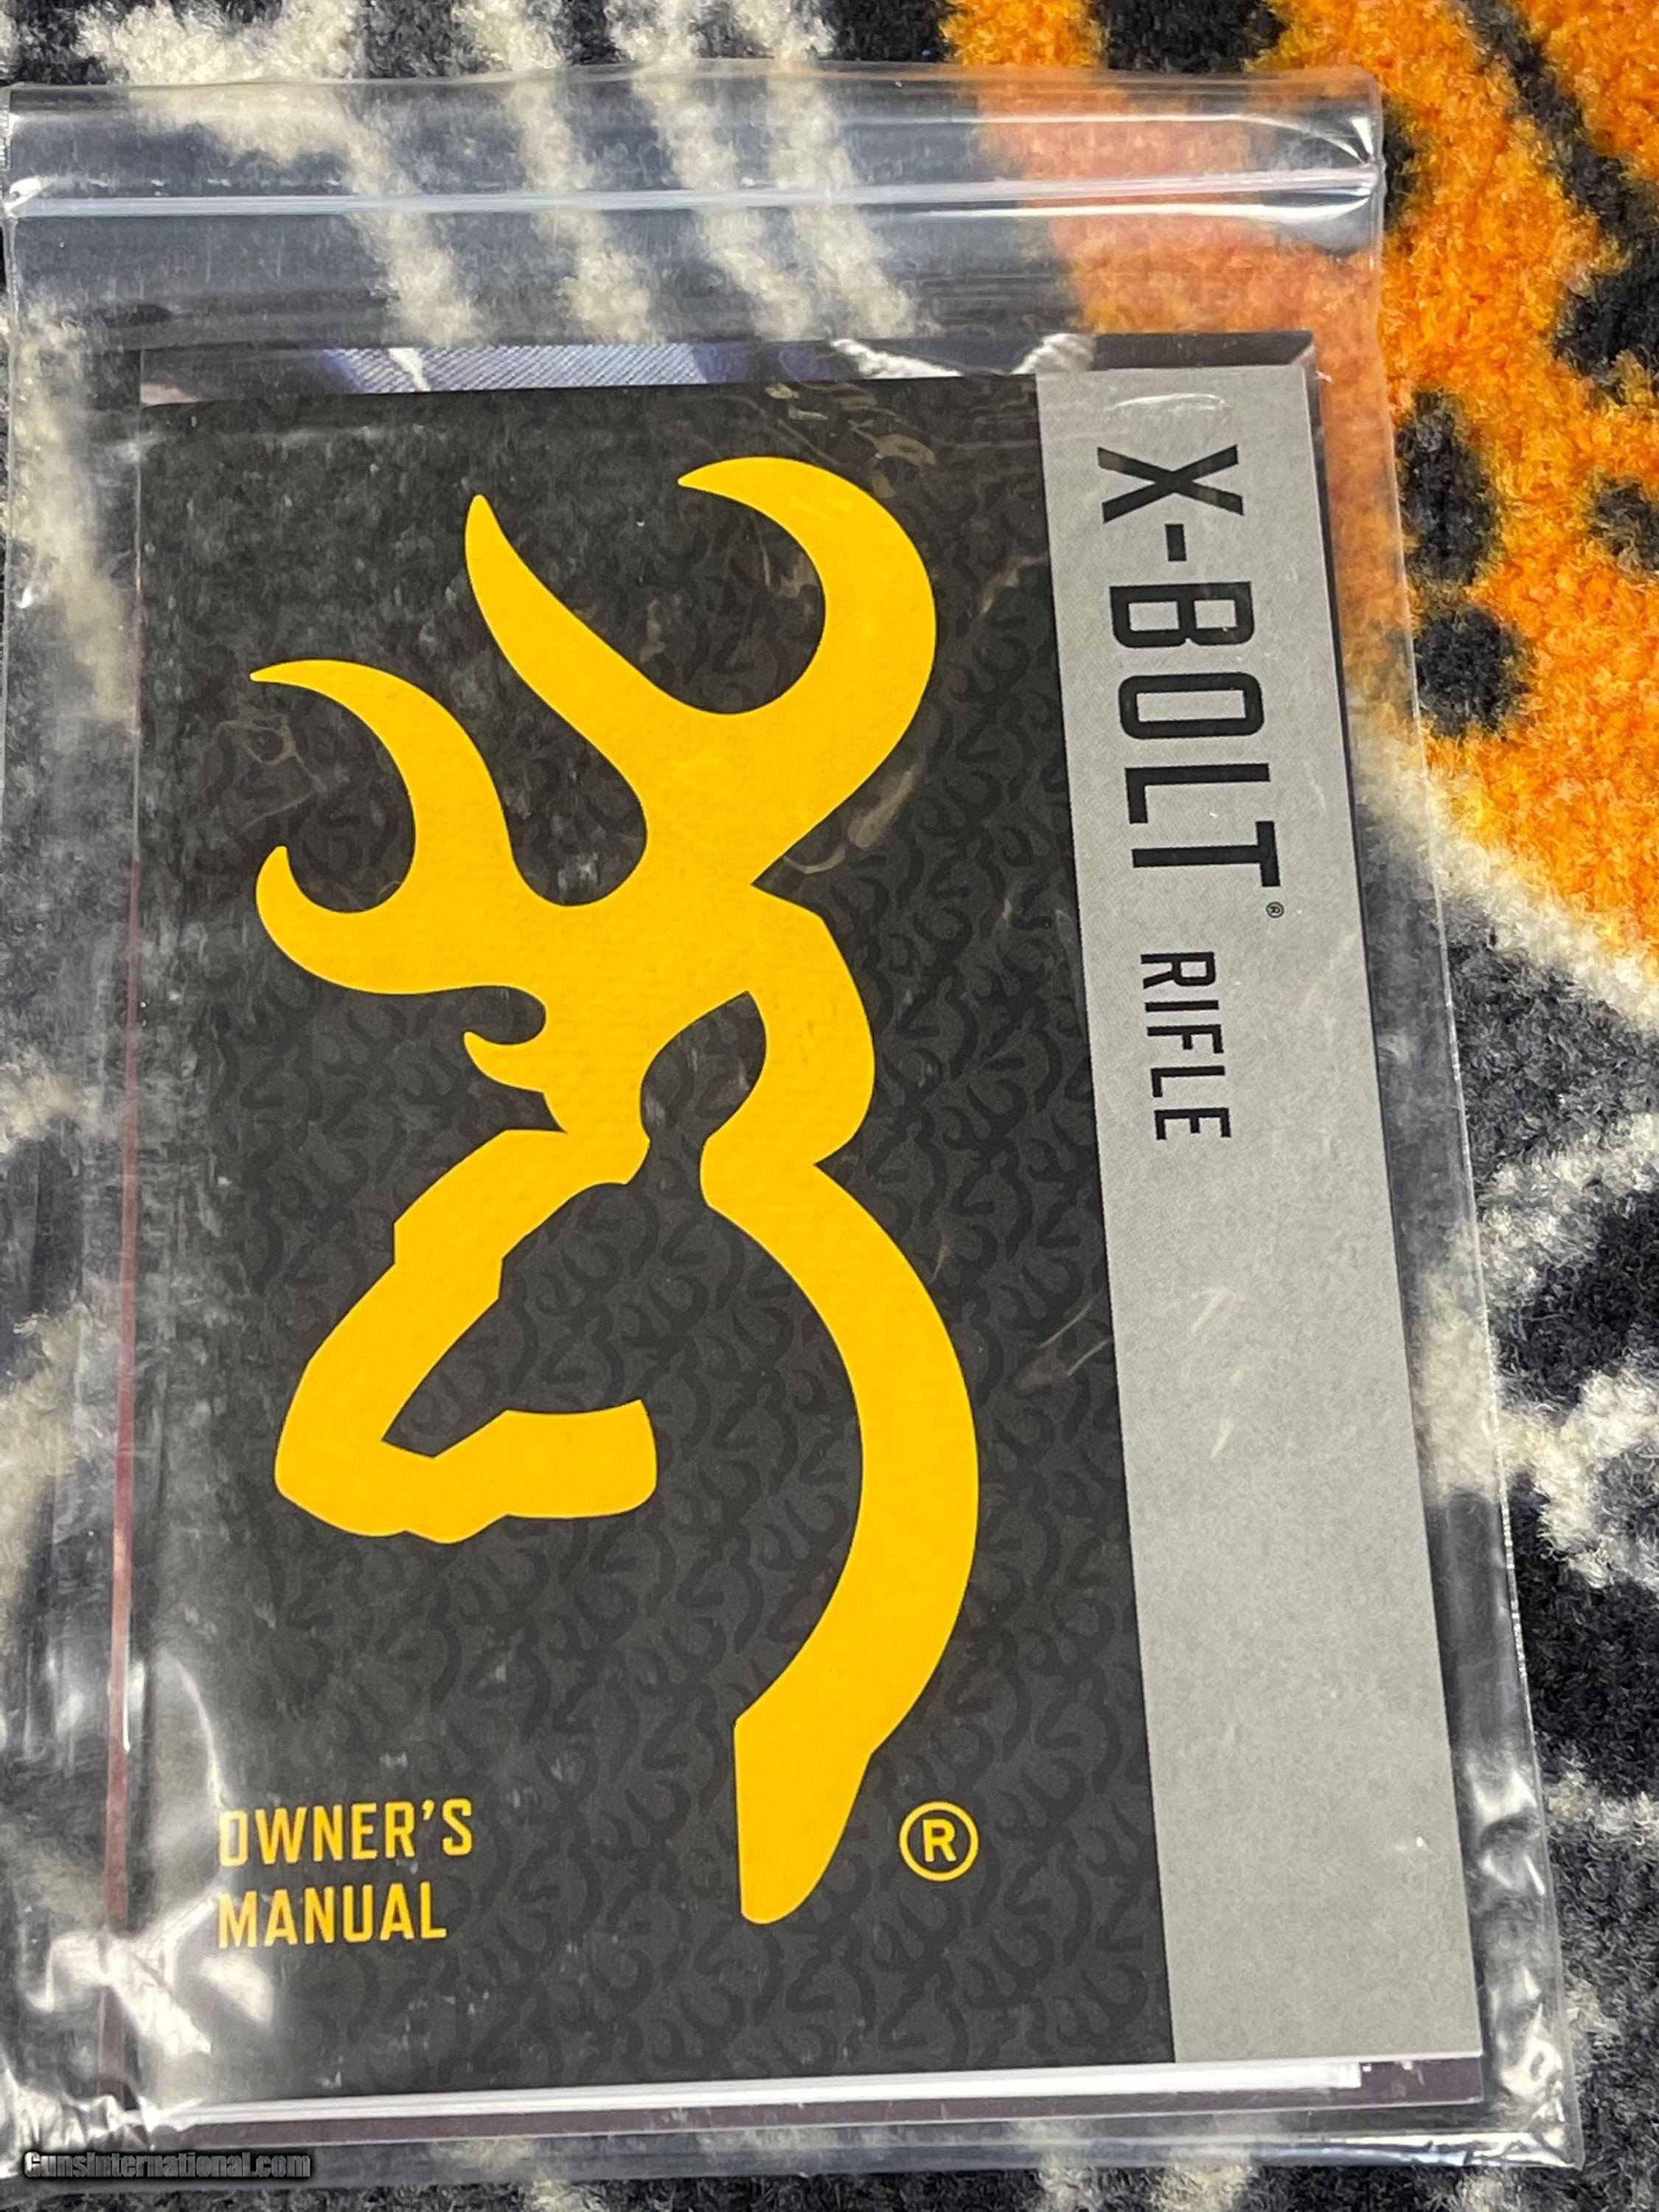 X-BOLT® RIFLE
®
OWNER'S
MANUAL
GunsInternational.com